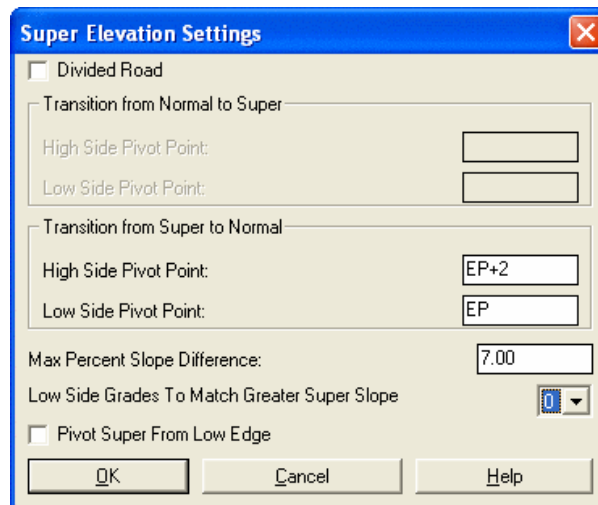 Super Elevation Settings
Divided Road
Transition from Normal to Super
High Side Pivot Point:
Low Side Pivot Point:
Transition from Super to Normal
High Side Pivot Point: EP+2
Low Side Pivot Point: EP
Max Percent Slope Difference: 7.00
Low Side Grades To Match Greater Super Slope 0
Pivot Super From Low Edge
OK Cancel Help